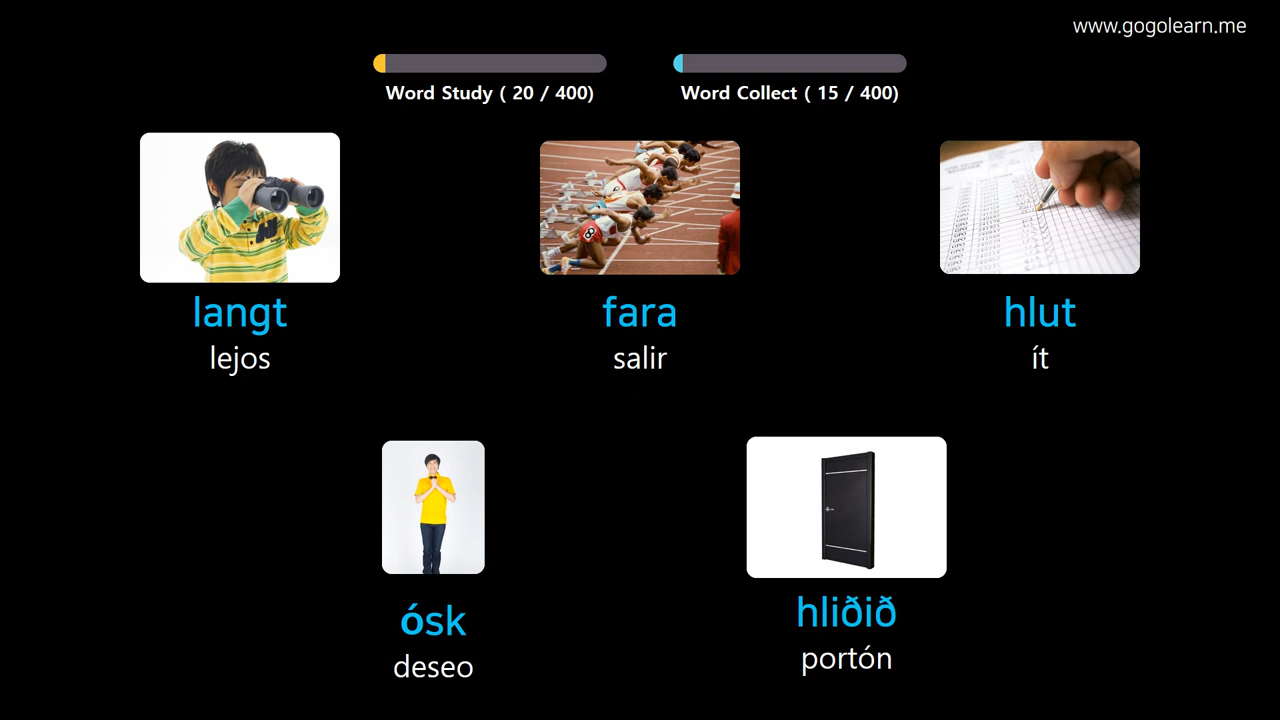 www.gogolearn.me
Word Study ( 20 / 400)
Word Collect ( 15 / 400)
langt
lejos
fara
salir
hlut
ít
ósk
deseo
hliðið
portón